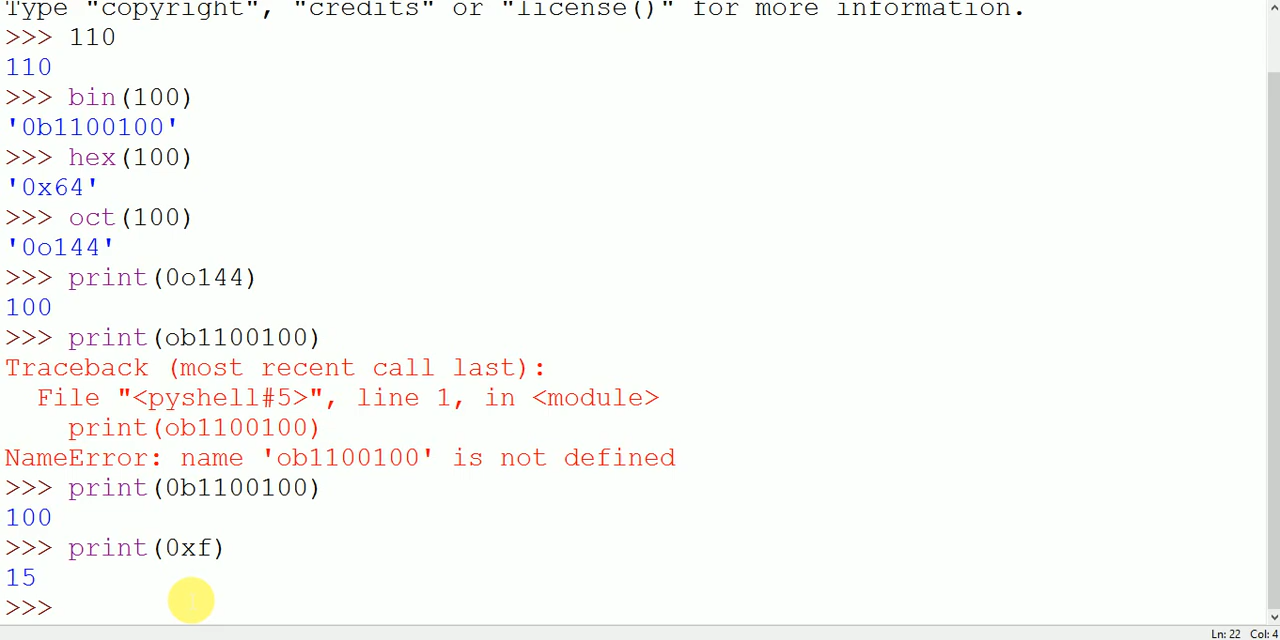 Type "copyright", "credits" or "license()" for more information.
>>> 110
110
>>> bin(100)
'0b1100100'
>>> hex(100)
'0x64'
>>> oct(100)
'0o144'
>>> print(0o144)
100
>>> print(ob1100100)
Traceback (most recent call last):
  File "<pyshell#5>", line 1, in <module>
    print(ob1100100)
NameError: name 'ob1100100' is not defined
>>> print(0b1100100)
100
>>> print(0xf)
15
>>>
Ln: 22 Col: 4